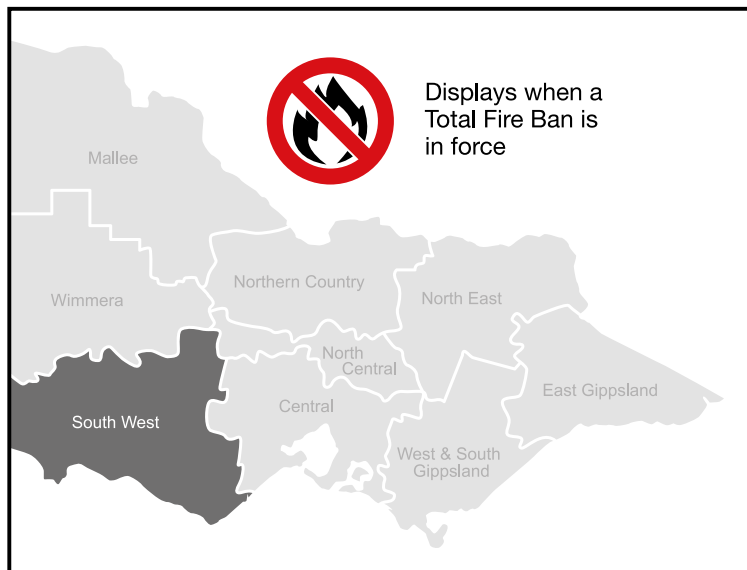 Displays when a
Total Fire Ban is
in force
Mallee
Wimmera
Northern Country
North East
North
Central
East Gippsland
South West
Central
West & South
Gippsland